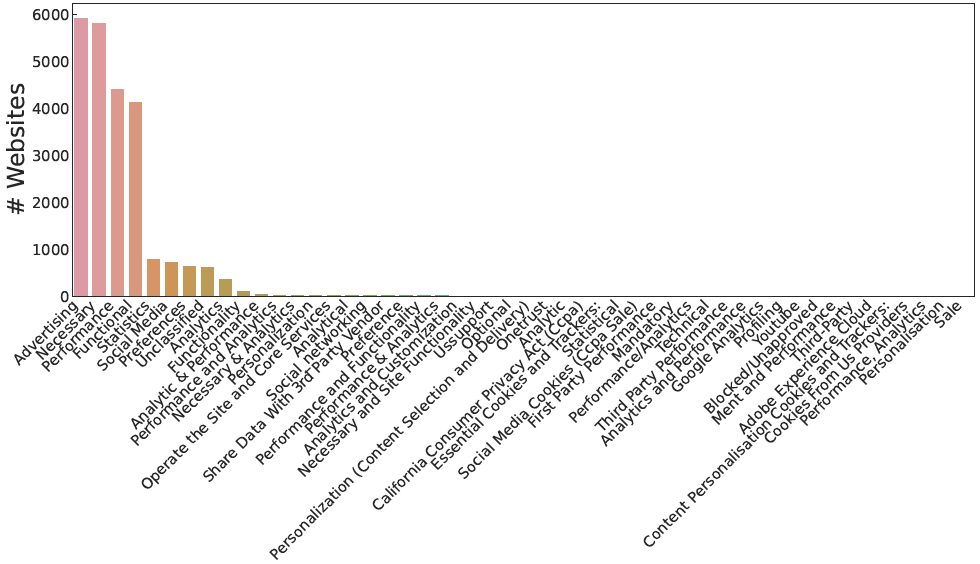 # Websites
6000
5000
4000
3000
2000
1000
0
Advertising
Necessary
Performance
Functional
Statistics
Social Media
Preferences
Unclassified
Analytics
Functionality
Analytic & Performance
Performance and Analytics
Necessary & Analytics
Personalization
Operate the Site and Core Services
Analytical
Social networking
Share Data With 3rd Party Vendor
Preference
Performance and Functionality
Performance & Analytics
Analytics and Customization
Necessary and Site Functionality
Ussupport
Optional
Personalization (Content Selection and Delivery)
Onetrust
Analytic
California Consumer Privacy Act (Ccpa)
Essential Cookies and Trackers:
Statistical
Social Media Cookies (Ccpa Sale)
First Party Performance
Mandatory
Performance/Analytics
Technical
Third Party Performance
Analytics and Performance
Google Analytics
Profiling
Youtube
Blocked/Unapproved
Ment and Performance
Third-Party
Adobe Experience Cloud
Content Personalisation Cookies and Trackers:
Cookies From Us Providers
Performance, Analytics
Personalisation
Sale